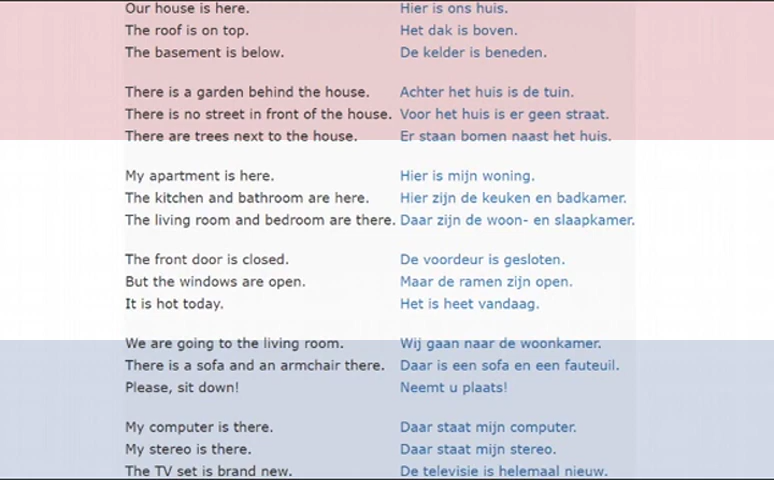 Our house is here. Hier is ons huis.
The roof is on top. Het dak is boven.
The basement is below. De kelder is beneden.
There is a garden behind the house. Achter het huis is de tuin.
There is no street in front of the house. Voor het huis is er geen straat.
There are trees next to the house. Er staan bomen naast het huis.
My apartment is here. Hier is mijn woning.
The kitchen and bathroom are here. Hier zijn de keuken en badkamer.
The living room and bedroom are there. Daar zijn de woon- en slaapkamer.
The front door is closed. De voordeur is gesloten.
But the windows are open. Maar de ramen zijn open.
It is hot today. Het is heet vandaag.
We are going to the living room. Wij gaan naar de woonkamer.
There is a sofa and an armchair there. Daar is een sofa en een fauteuil.
Please, sit down! Neemt u plaats!
My computer is there. Daar staat mijn computer.
My stereo is there. Daar staat mijn stereo.
The TV set is brand new. De televisie is helemaal nieuw.